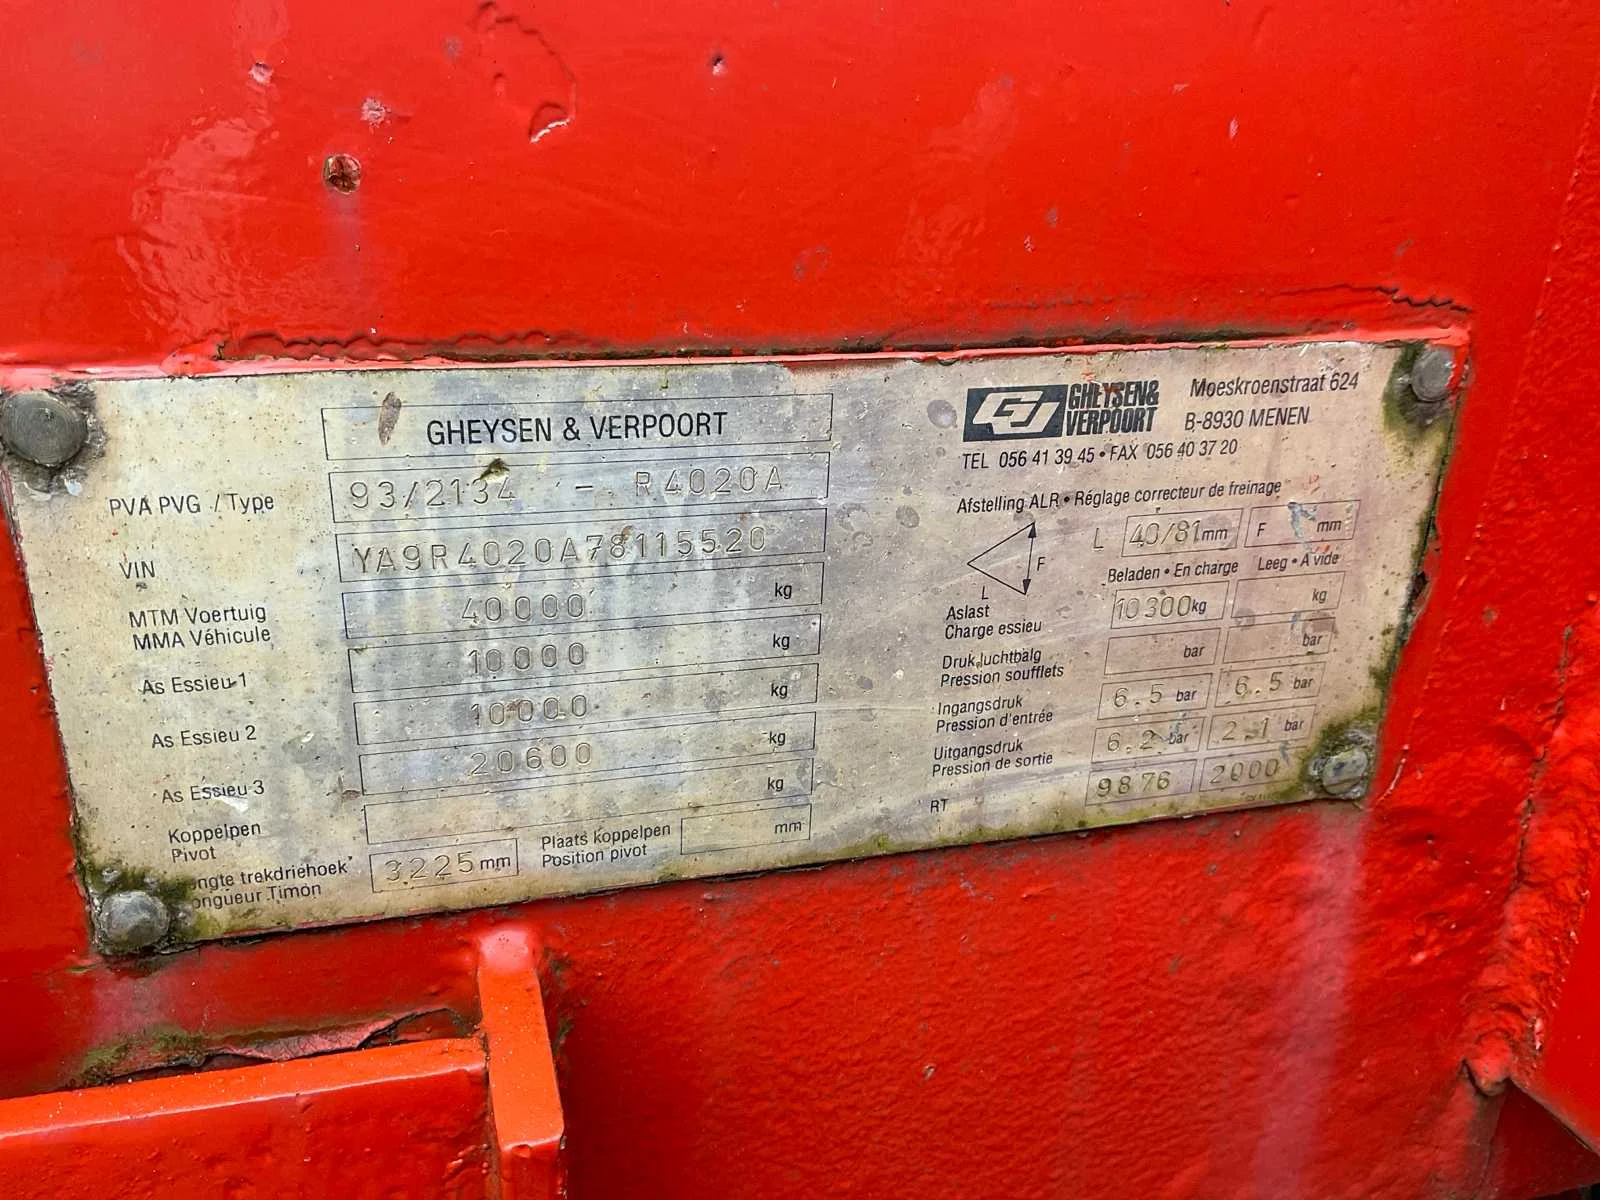 GHEYSEN & VERPOORT
PVA PVG / Type 93/2134 - R4020A
VIN YA9R4020A78115520
MTM Voertuig
MMA Véhicule 40000 kg
As Essieu 1 10000 kg
As Essieu 2 10000 kg
As Essieu 3 20600 kg
Koppelpen
Pivot kg
trekdriehoek
Timon 3225 mm
Plaats koppelpen
Position pivot mm
GHEYSEN&
VERPOORT
Moeskroenstraat 624
B-8930 MENEN
TEL 056 41 39 45 • FAX 056 40 37 20
Afstelling ALR • Réglage correcteur de freinage
F
L
L 40/81 mm F mm
Beladen • En charge Leeg • A vide
Aslast
Charge essieu 10300 kg kg
Druk luchtbalg
Pression soufflets bar bar
Ingangsdruk
Pression d'entrée 6.5 bar 6.5 bar
Uitgangsdruk
Pression de sortie 6.2 bar 2.1 bar
RT 9876 2000